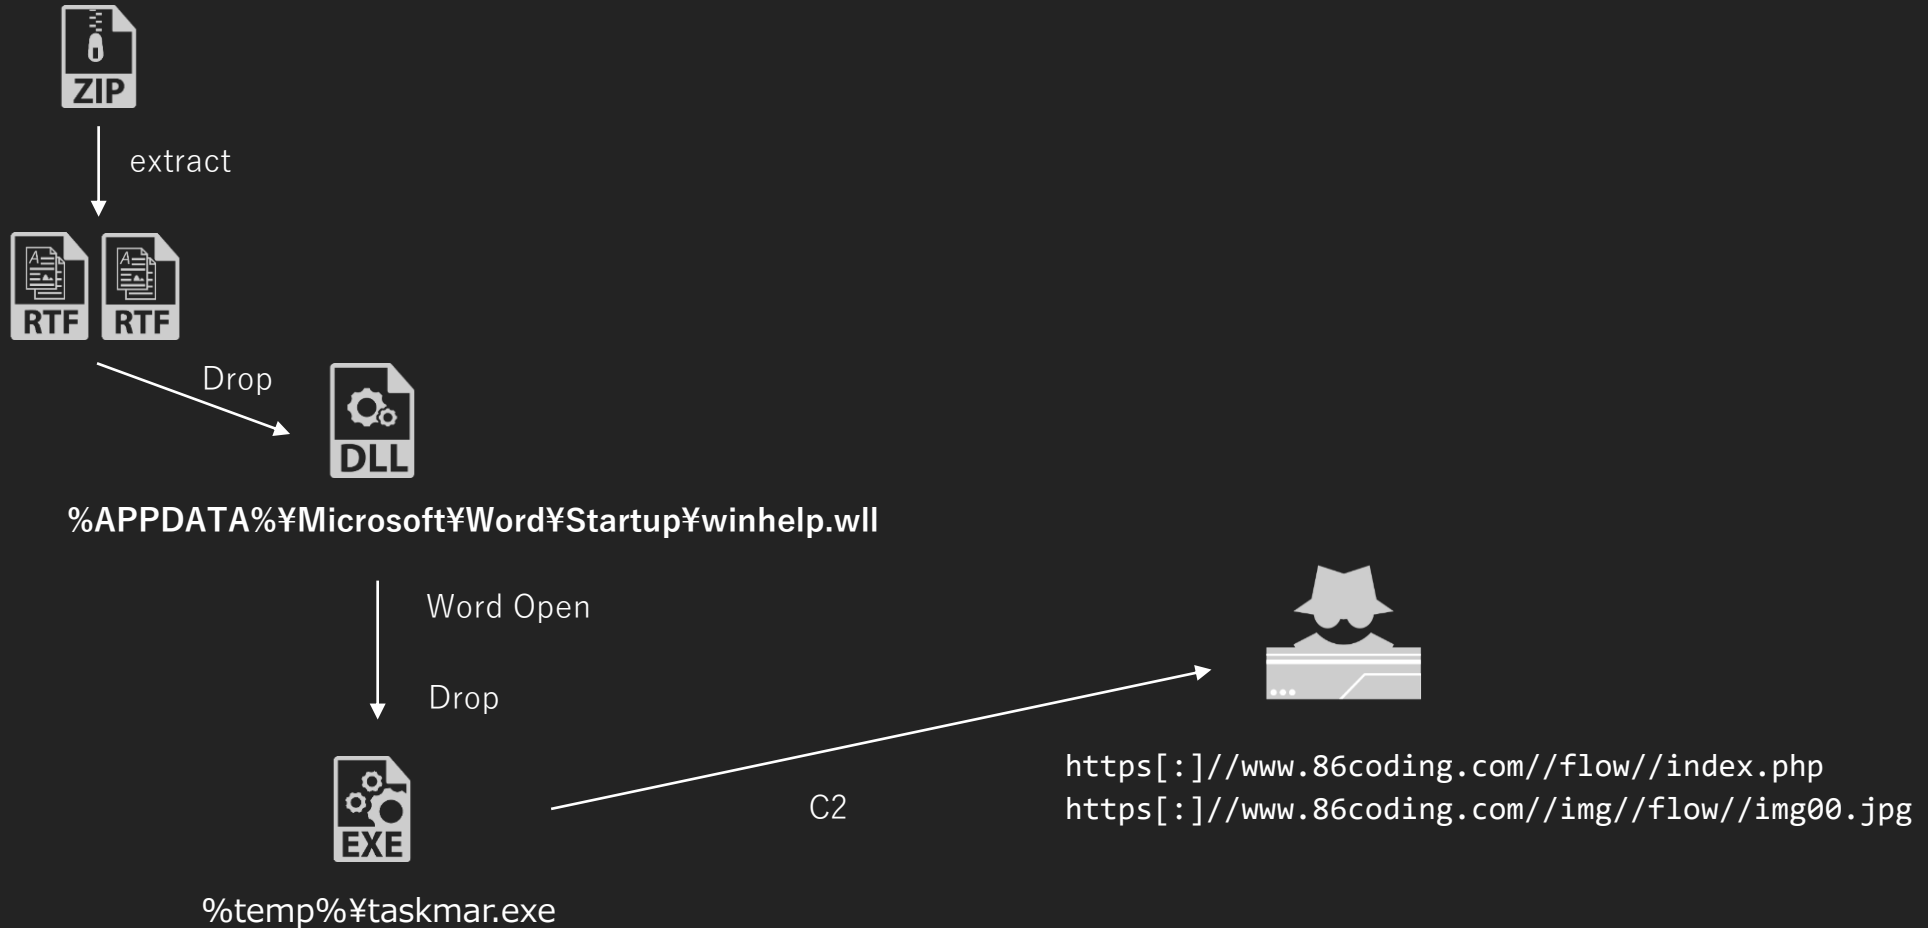 ZIP
extract
RTF RTF
Drop
DLL
%APPDATA%¥Microsoft¥Word¥Startup¥winhelp.wll
Word Open
Drop
EXE
%temp%¥taskmar.exe
C2
https[:]//www.86coding.com//flow//index.php
https[:]//www.86coding.com//img//flow//img00.jpg